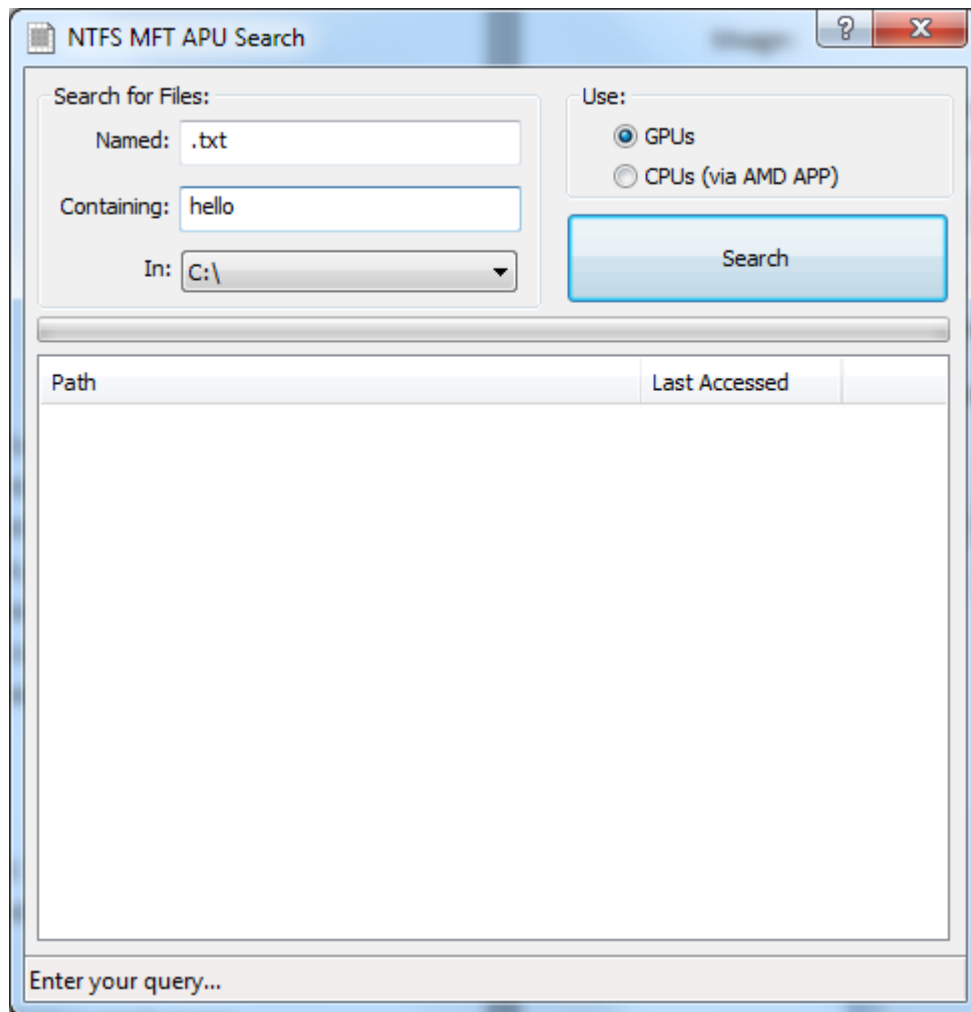 NTFS MFT APU Search
Search for Files:
Named: .txt
Containing: hello
In: C:\
Use:
GPUs
CPUs (via AMD APP)
Search
Path Last Accessed
Enter your query...